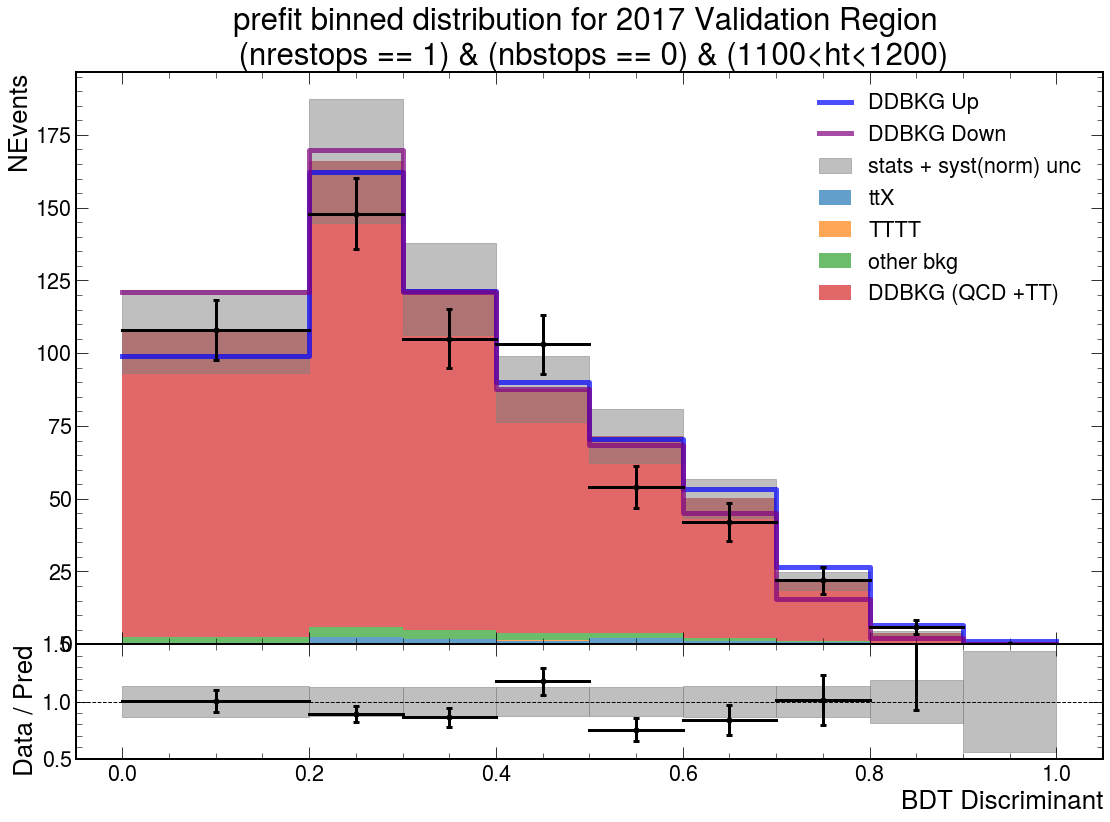 prefit binned distribution for 2017 Validation Region
(nrestops == 1) & (nbstops == 0) & (1100<ht<1200)
NEvents
DDBKG Up
DDBKG Down
stats + syst(norm) unc
ttX
TTTT
other bkg
DDBKG (QCD +TT)
175
150
125
100
75
50
25
0
1.5
1.0
0.5
Data / Pred
0.0
0.2
0.4
0.6
0.8
1.0
BDT Discriminant